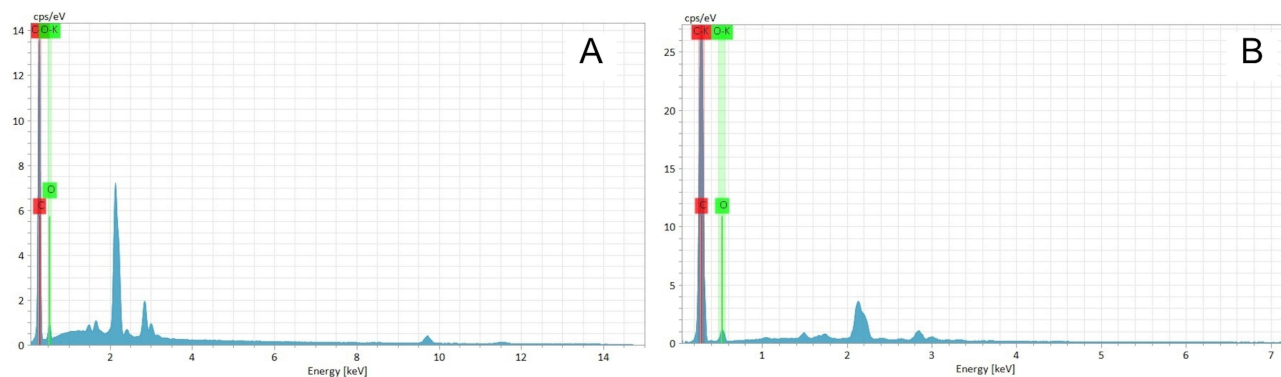 cps/eV
C O-K
A
14
12
10
8
6
4
2
0
O
C
2 4 6 8 10 12 14
Energy [keV]
cps/eV
C-K O-K
B
25
20
15
10
5
0
C O
1 2 3 4 5 6 7
Energy [keV]